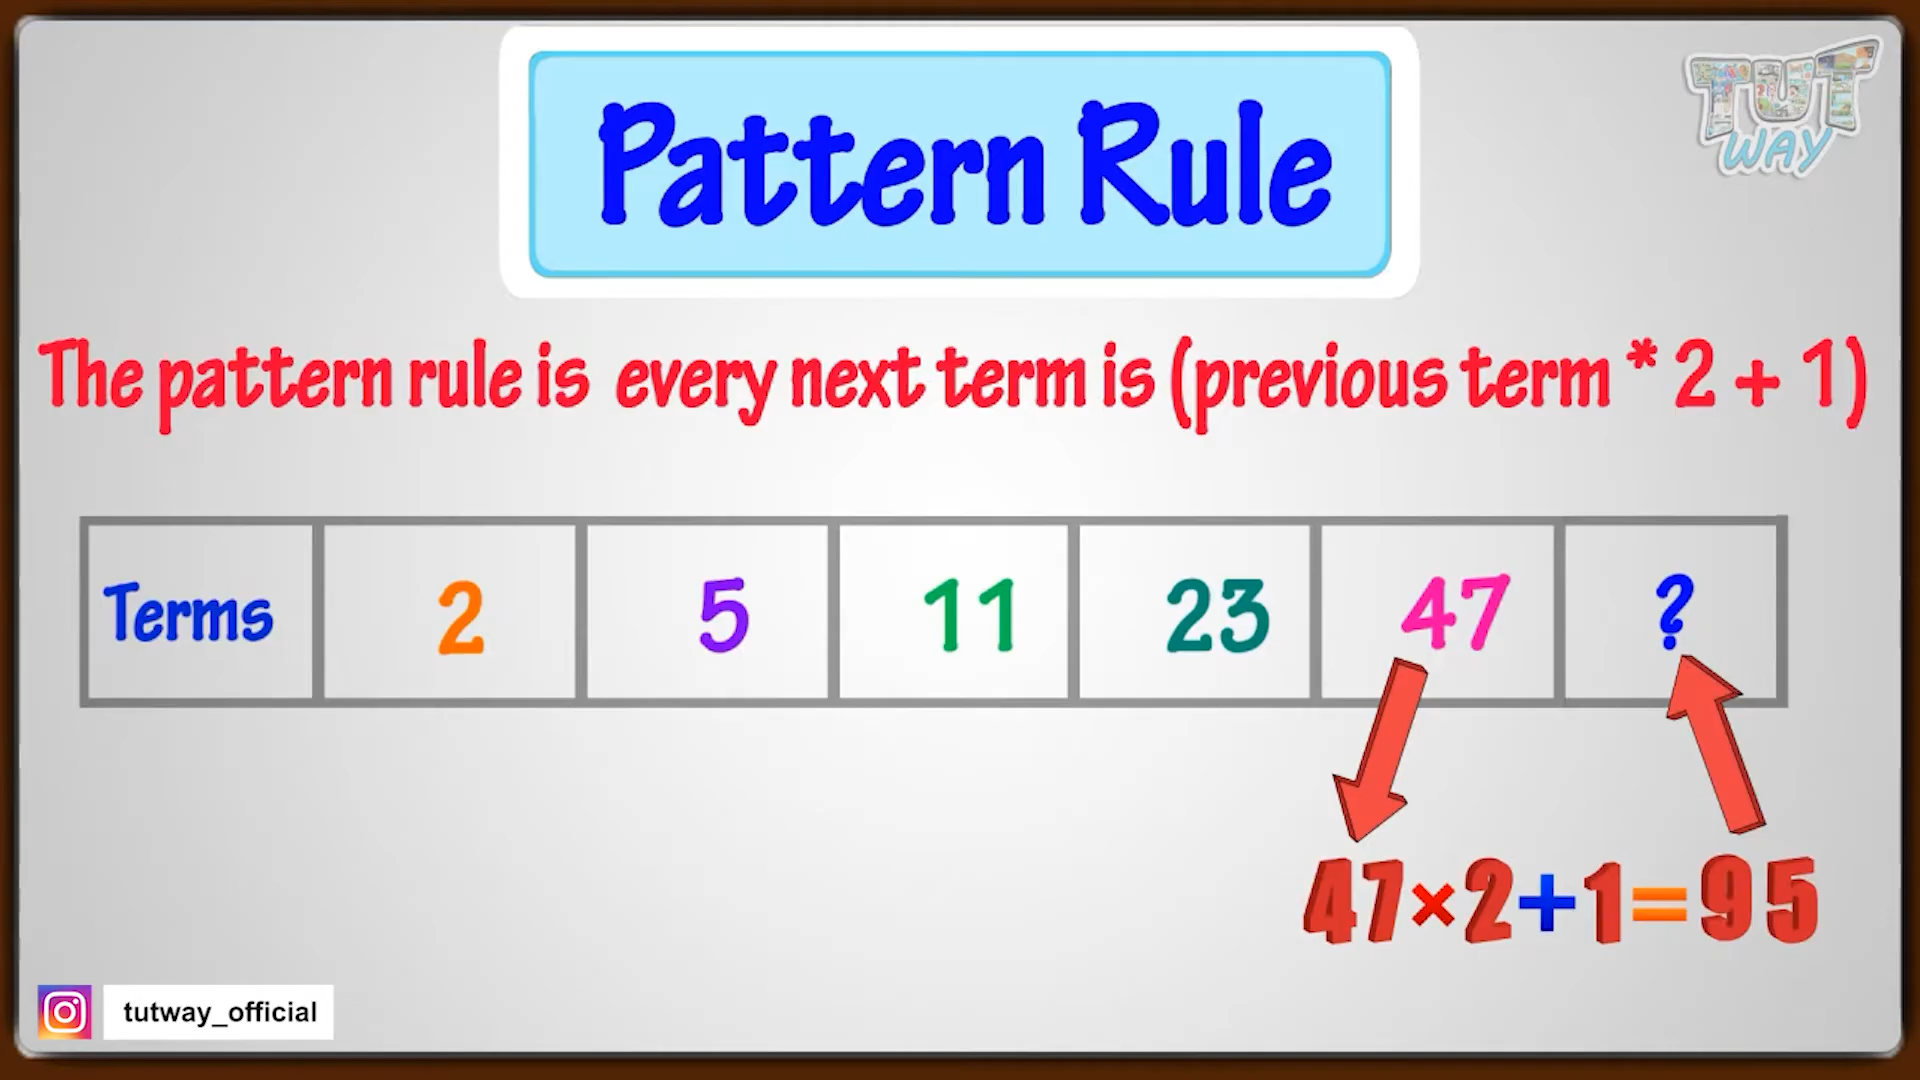 Pattern Rule
TUT
WAY
The pattern rule is every next term is (previous term * 2 + 1)
Terms 2 5 11 23 47 ?
47×2+1=95
tutway_official